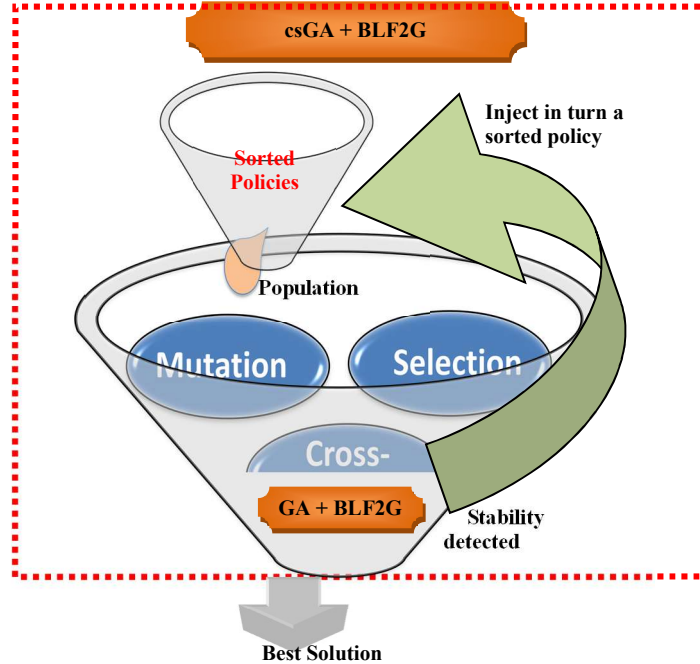 csGA + BLF2G
Inject in turn a
sorted policy
Sorted
Policies
Population
Mutation
Selection
Cross-
GA + BLF2G
Stability
detected
Best Solution